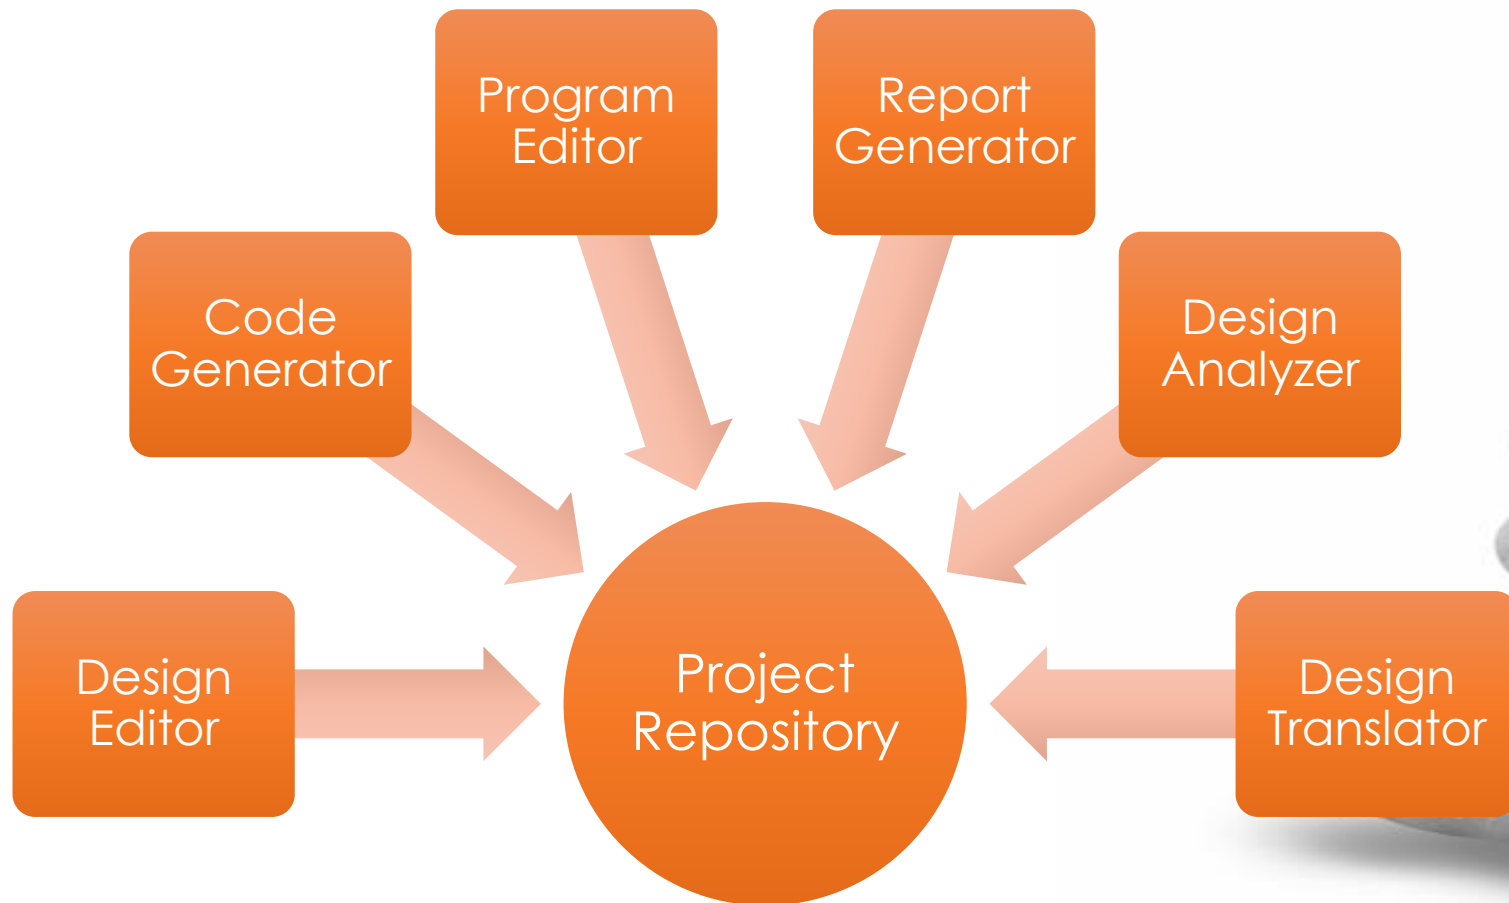 Program
Editor
Report
Generator
Code
Generator
Design
Analyzer
Design
Editor
Project
Repository
Design
Translator